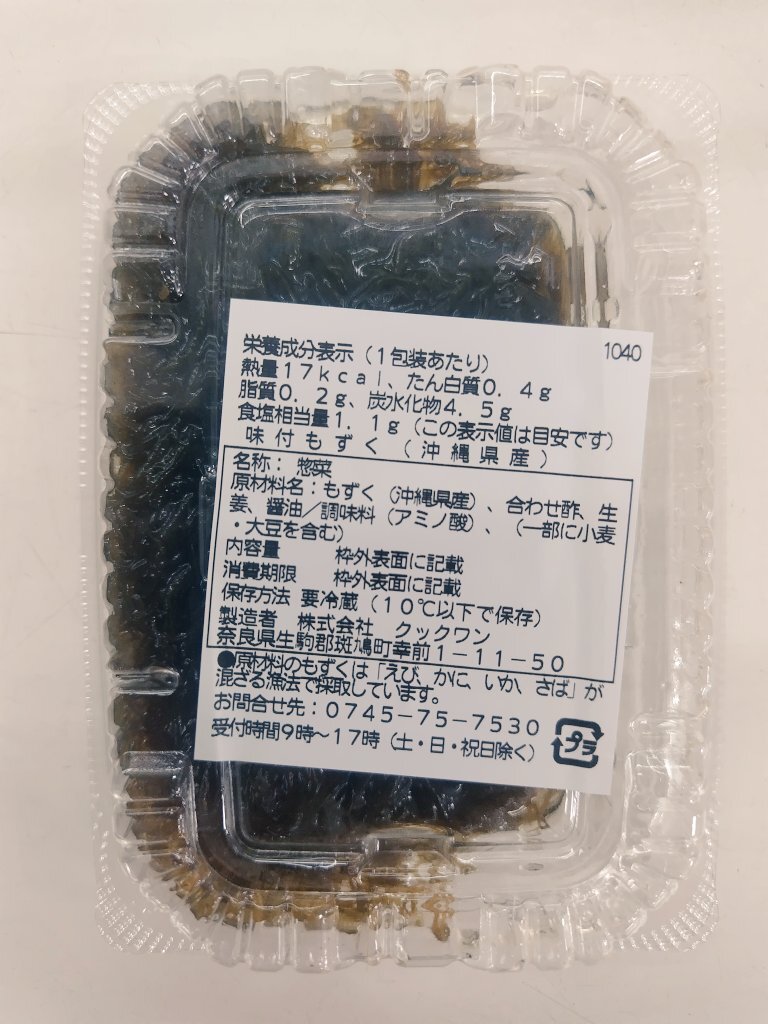 1040
栄養成分表示（1包装あたり）
熱量17kcal、たん白質0．4g
脂質0．2g、炭水化物4．5g
食塩相当量1．1g（この表示値は目安です）
味付もずく（沖縄県産）
名称：惣菜
原材料名：もずく（沖縄県産）、合わせ酢、生
姜、醤油／調味料（アミノ酸）、（一部に小麦
・大豆を含む）
内容量 枠外表面に記載
消費期限 枠外表面に記載
保存方法 要冷蔵（10℃以下で保存）
製造者 株式会社 クックワン
奈良県生駒郡斑鳩町幸前1－11－50
●原材料のもずくは「えび、かに、いか、さば」が
混ざる漁法で採取しています。
お問合せ先：0745－75－7530
受付時間9時～17時（土・日・祝日除く）
プラ